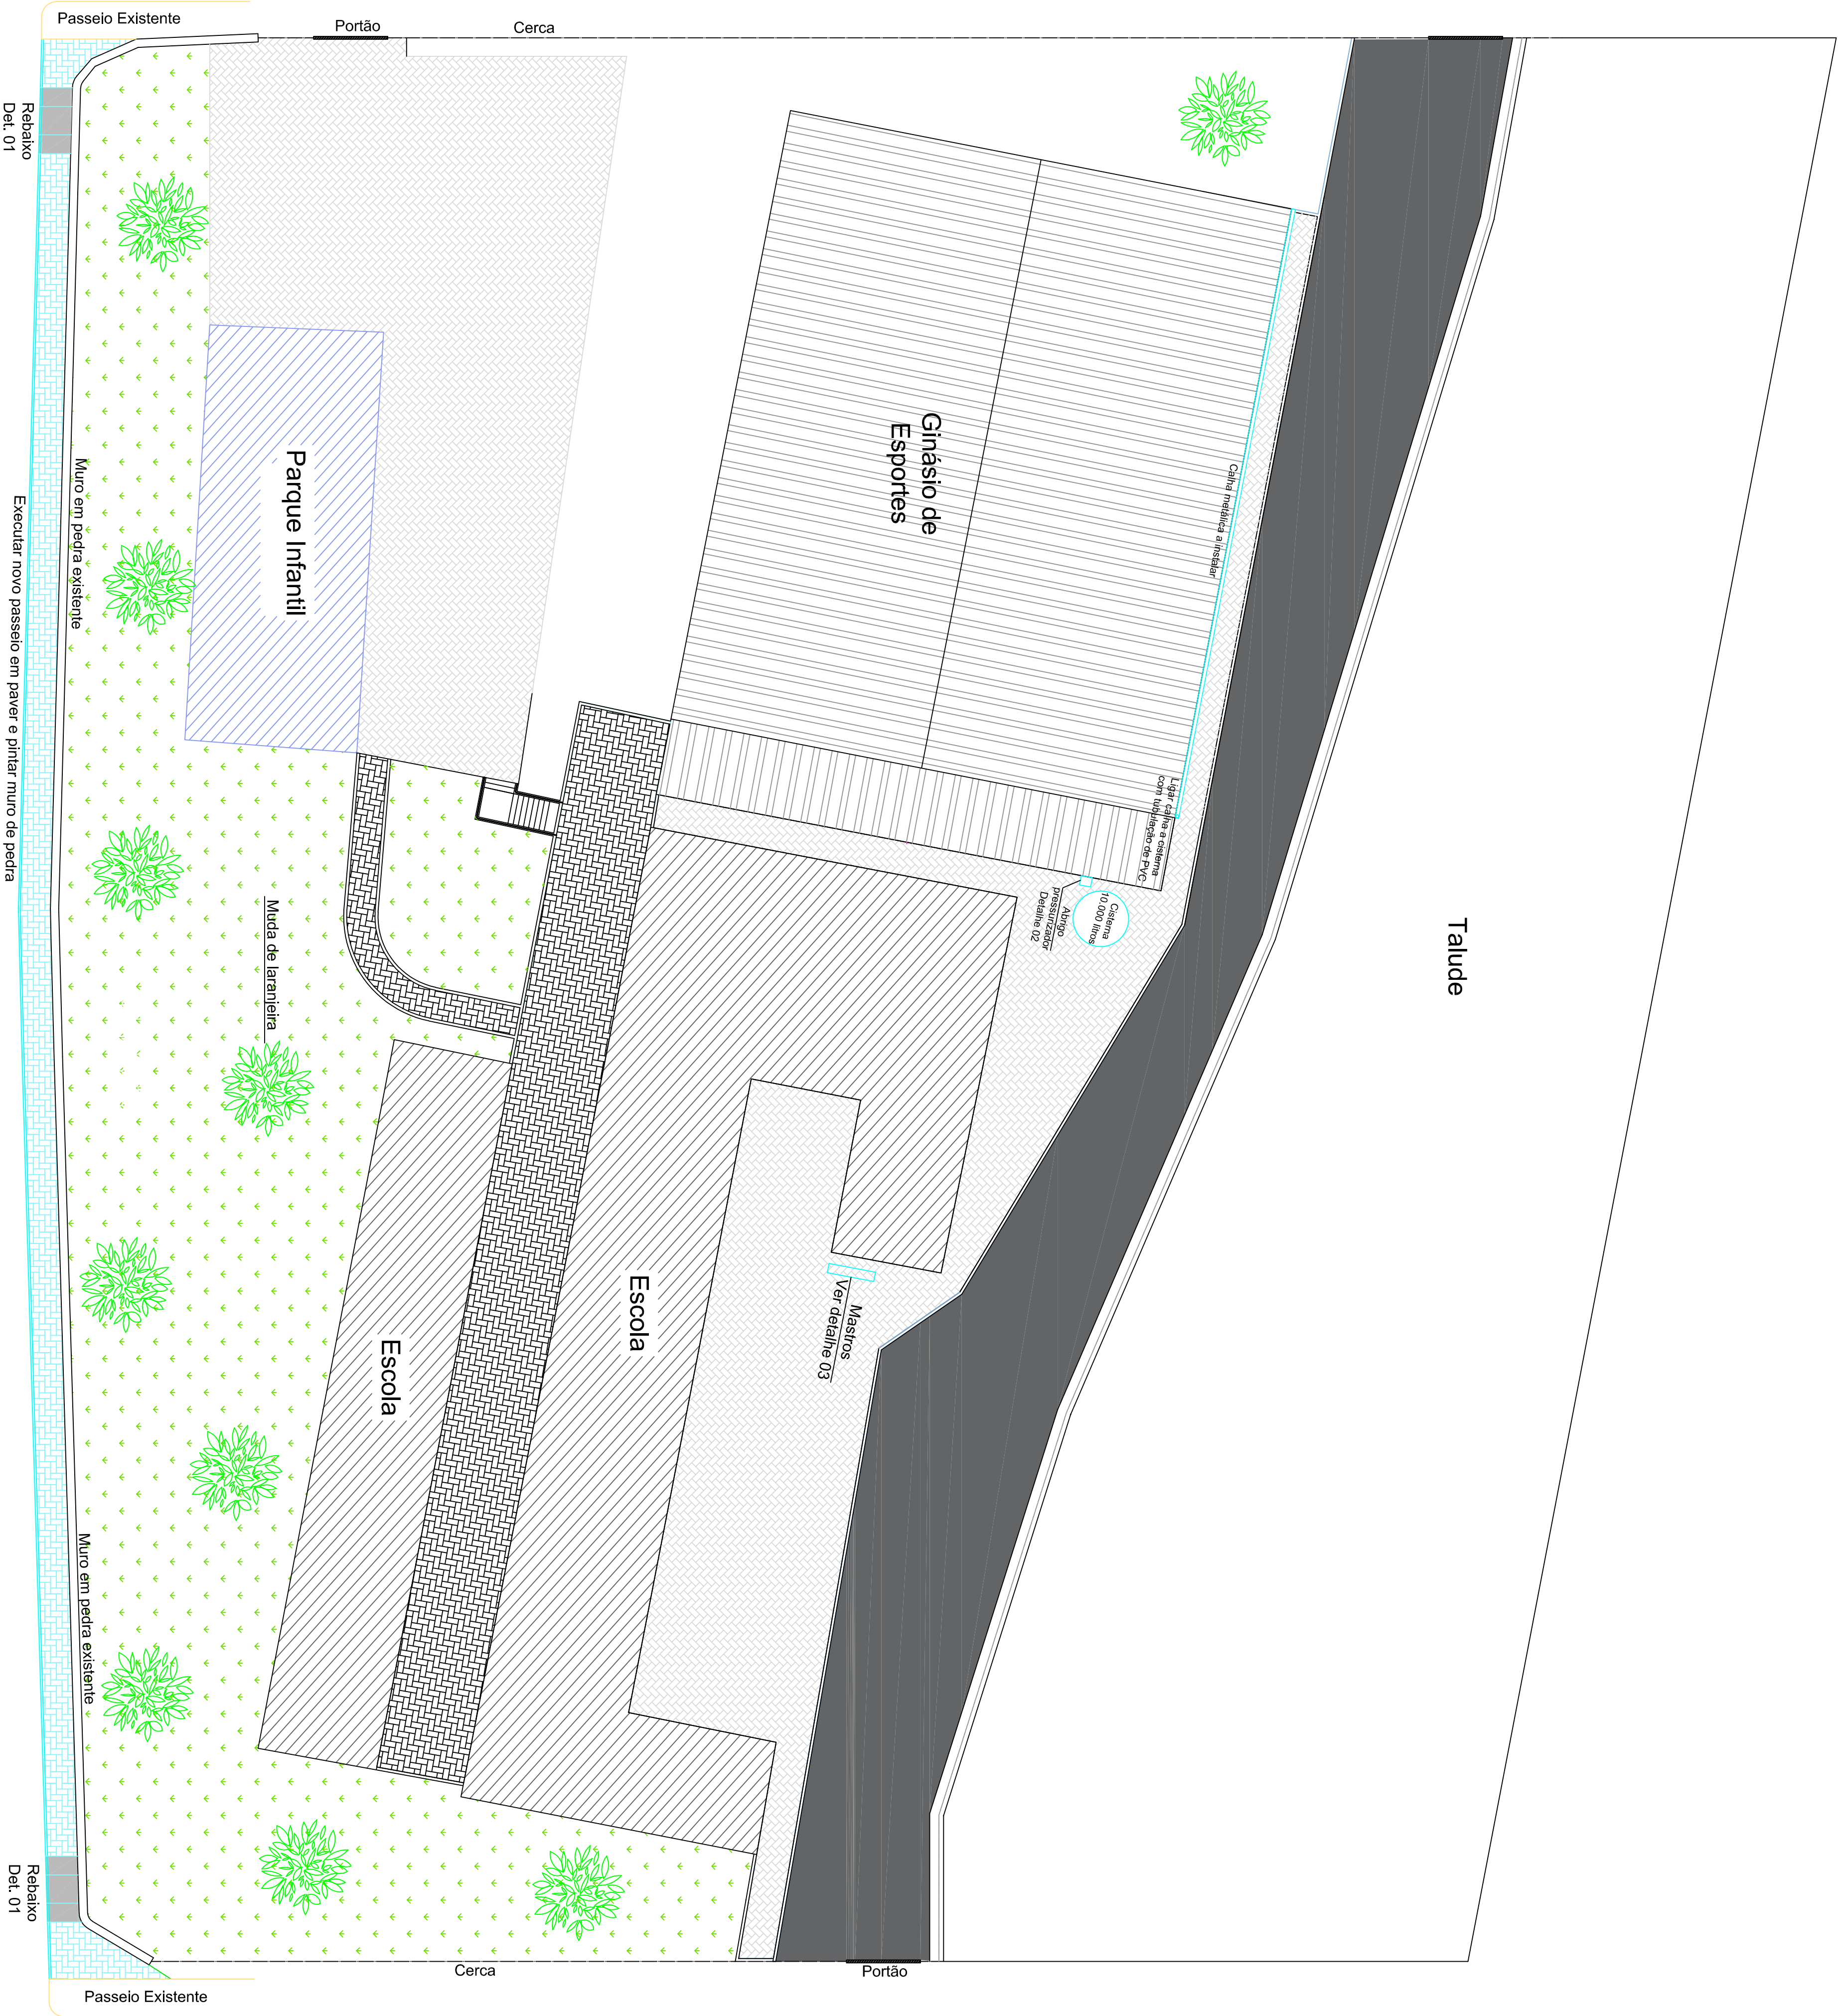 Passeio Existente
Portão
Cerca
Rebaixo
Det. 01
Ginásio de
Esportes
Calha metálica a instalar
Parque Infantil
Muro em pedra existente
Executar novo passeio em paver e pintar muro de pedra
Ligar calha a cisterna
com tubulação de PVC
Cisterna
10.000 litros
Abrigo
pressurizador
Detalhe 02
Talude
Muda de laranjeira
Mastros
Ver detalhe 03
Escola
Escola
Muro em pedra existente
Rebaixo
Det. 01
Cerca
Portão
Passeio Existente